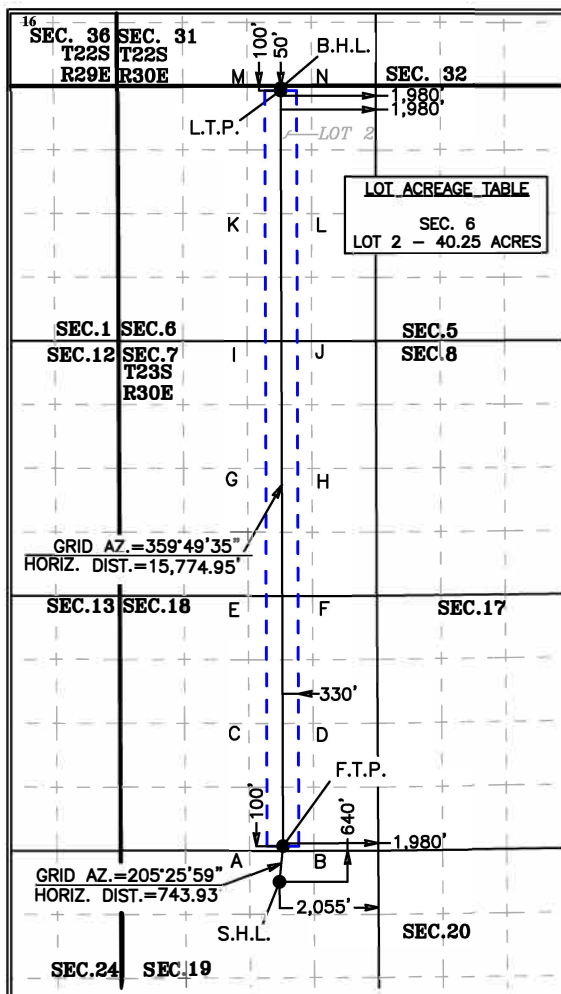 16
SEC. 36 SEC. 31
T22S T22S
R29E R30E
100'
50'
B.H.L.
M N
SEC. 32
1,980'
1,980'
L.T.P.
LOT 2
LOT ACREAGE TABLE
SEC. 6
LOT 2 – 40.25 ACRES
K L
SEC.1 SEC.6
SEC.5
SEC.12 SEC.7
I J
SEC.8
T23S
R30E
G H
GRID AZ.=359°49'35"
HORIZ. DIST.=15,774.95'
SEC.13 SEC.18
E F
SEC.17
330'
C D
F.T.P.
100'
640'
1,980'
A B
GRID AZ.=205°25'59"
HORIZ. DIST.=743.93'
2,055'
S.H.L.
SEC.20
SEC.24 SEC.19